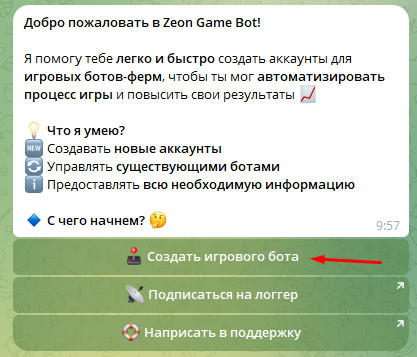 Добро пожаловать в Zeon Game Bot!
Я помогу тебе легко и быстро создать аккаунты для
игровых ботов-ферм, чтобы ты мог автоматизировать
процесс игры и повысить свои результаты 📈
💡 Что я умею?
🆕 Создавать новые аккаунты
🔄 Управлять существующими ботами
ℹ️ Предоставлять всю необходимую информацию
🔹 С чего начнем? 🤔
9:57
🕹 Создать игрового бота
📡 Подписаться на логгер
🛟 Написать в поддержку